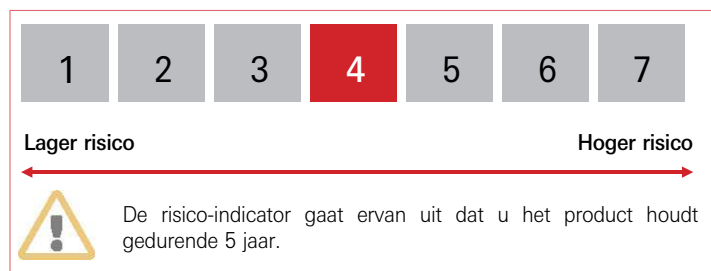 1 2 3 4 5 6 7
Lager risico Hoger risico
De risico-indicator gaat ervan uit dat u het product houdt
gedurende 5 jaar.